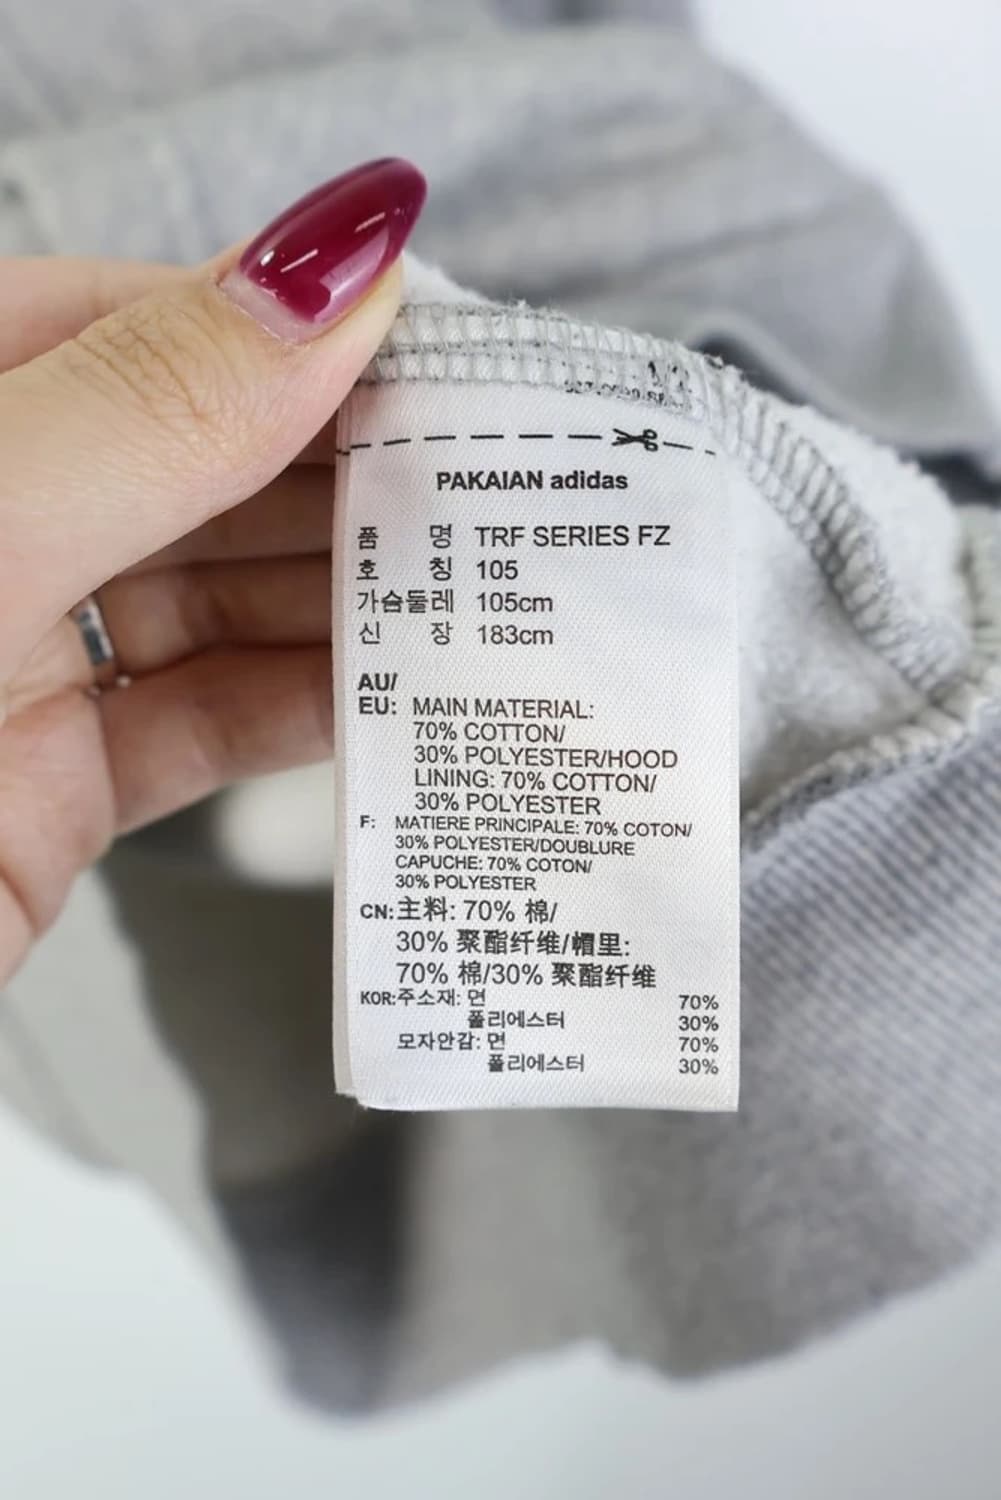 PAKAIAN adidas
품 명 TRF SERIES FZ
호 칭 105
가슴둘레 105cm
신 장 183cm
AU/
EU: MAIN MATERIAL:
70% COTTON/
30% POLYESTER/HOOD
LINING: 70% COTTON/
30% POLYESTER
F: MATIERE PRINCIPALE: 70% COTON/
30% POLYESTER/DOUBLURE
CAPUCHE: 70% COTON/
30% POLYESTER
CN: 主料: 70% 棉/
30% 聚酯纤维/帽里:
70% 棉/30% 聚酯纤维
KOR: 주소재: 면 70%
폴리에스터 30%
모자안감: 면 70%
폴리에스터 30%